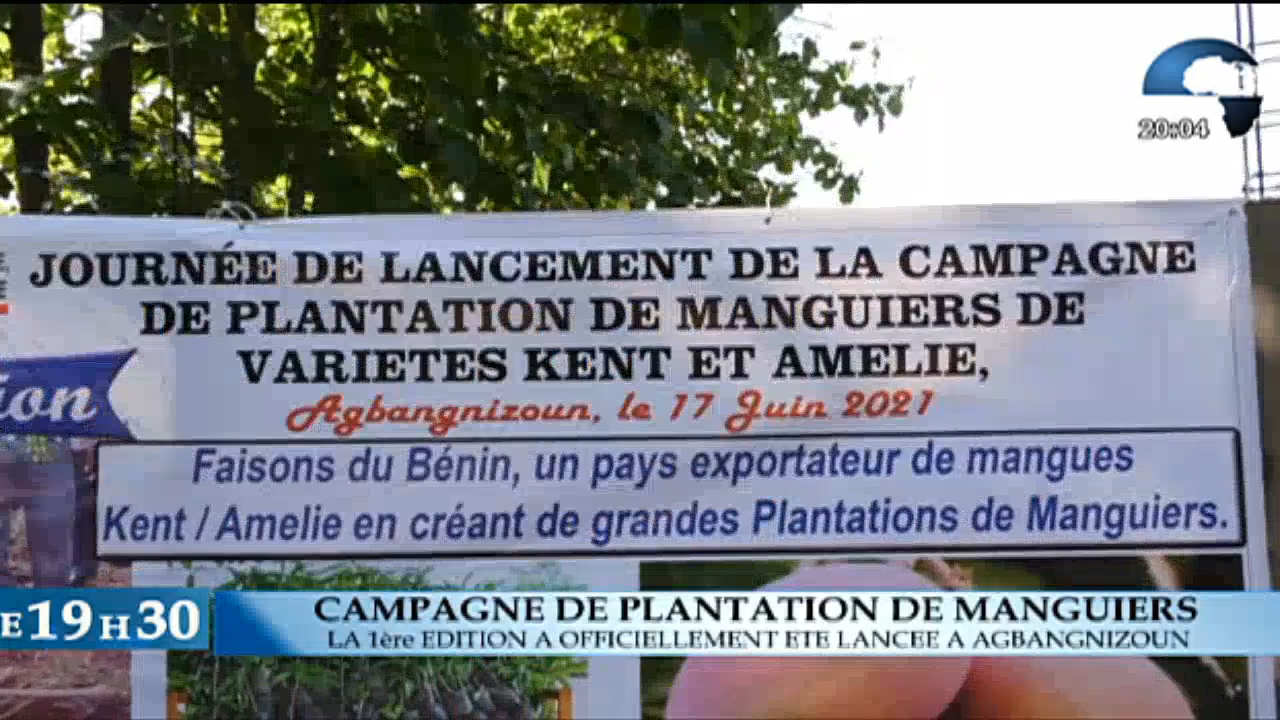 20:04
JOURNÉE DE LANCEMENT DE LA CAMPAGNE
DE PLANTATION DE MANGUIERS DE
VARIETES KENT ET AMELIE,
ion
Agbangnizoun, le 17 Juin 2021
Faisons du Bénin, un pays exportateur de mangues
Kent / Amelie en créant de grandes Plantations de Manguiers.
E 19 H 30
CAMPAGNE DE PLANTATION DE MANGUIERS
LA 1ère EDITION A OFFICIELLEMENT ETE LANCEE A AGBANGNIZOUN